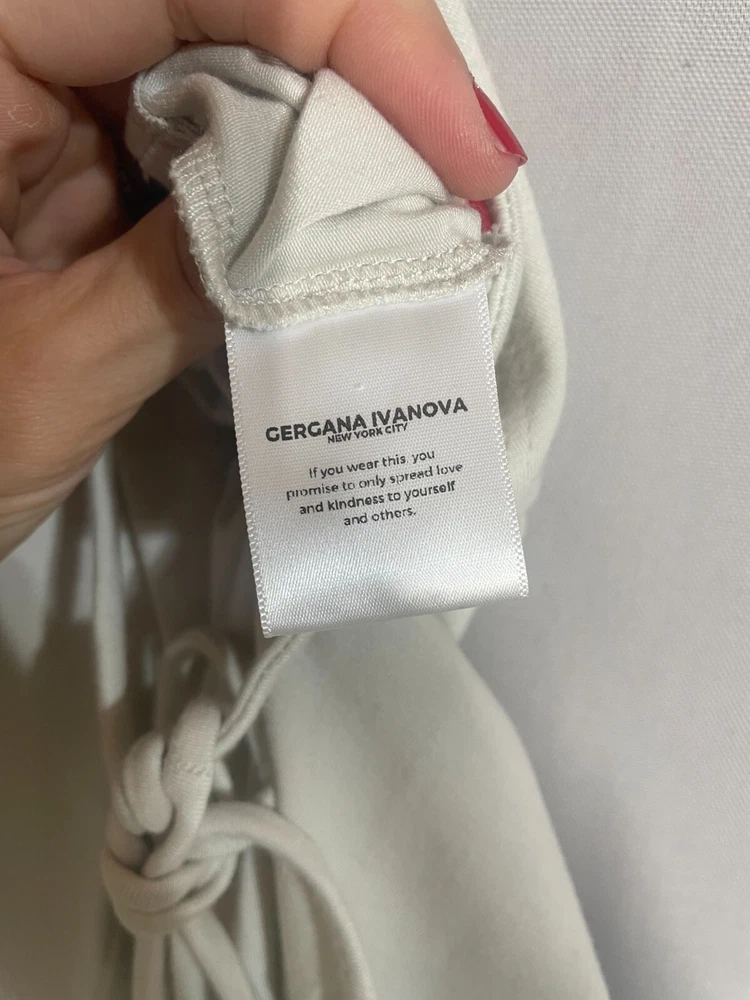 GERGANA IVANOVA
NEW YORK CITY
If you wear this, you
promise to only spread love
and kindness to yourself
and others.